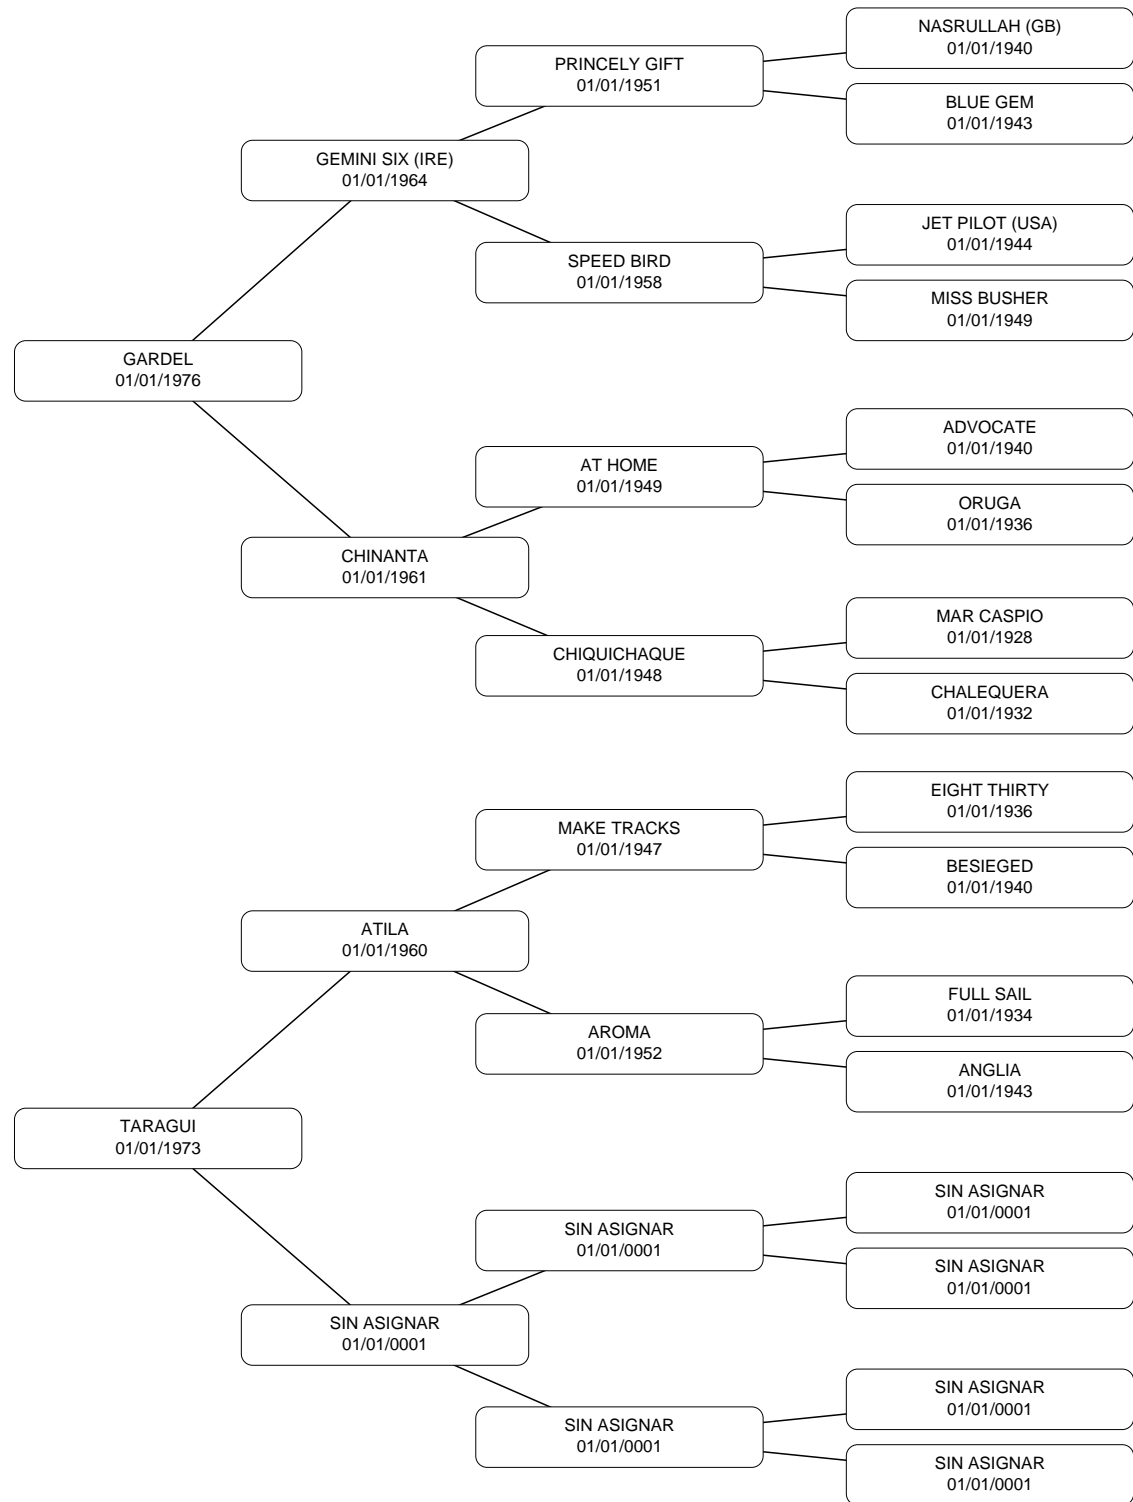 NASRULLAH (GB)
01/01/1940
PRINCELY GIFT
01/01/1951
BLUE GEM
01/01/1943
GEMINI SIX (IRE)
01/01/1964
JET PILOT (USA)
01/01/1944
SPEED BIRD
01/01/1958
MISS BUSHER
01/01/1949
GARDEL
01/01/1976
ADVOCATE
01/01/1940
AT HOME
01/01/1949
ORUGA
01/01/1936
CHINANTA
01/01/1961
MAR CASPIO
01/01/1928
CHIQUICHAQUE
01/01/1948
CHALEQUERA
01/01/1932
EIGHT THIRTY
01/01/1936
MAKE TRACKS
01/01/1947
BESIEGED
01/01/1940
ATILA
01/01/1960
FULL SAIL
01/01/1934
AROMA
01/01/1952
ANGLIA
01/01/1943
TARAGUI
01/01/1973
SIN ASIGNAR
01/01/0001
SIN ASIGNAR
01/01/0001
SIN ASIGNAR
01/01/0001
SIN ASIGNAR
01/01/0001
SIN ASIGNAR
01/01/0001
SIN ASIGNAR
01/01/0001
SIN ASIGNAR
01/01/0001